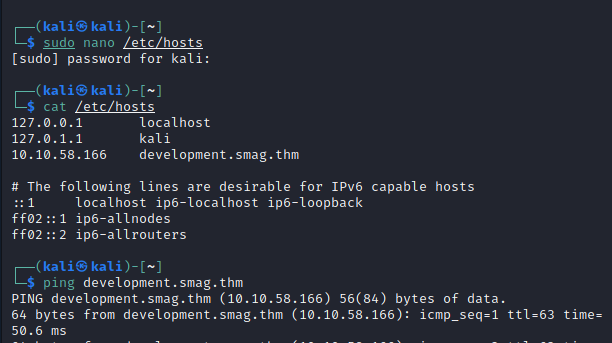 ┌──(kali㉿kali)-[~]
└─$ sudo nano /etc/hosts
[sudo] password for kali:
┌──(kali㉿kali)-[~]
└─$ cat /etc/hosts
127.0.0.1       localhost
127.0.1.1       kali
10.10.58.166    development.smag.thm
# The following lines are desirable for IPv6 capable hosts
::1     localhost ip6-localhost ip6-loopback
ff02::1 ip6-allnodes
ff02::2 ip6-allrouters
┌──(kali㉿kali)-[~]
└─$ ping development.smag.thm
PING development.smag.thm (10.10.58.166) 56(84) bytes of data.
64 bytes from development.smag.thm (10.10.58.166): icmp_seq=1 ttl=63 time=
50.6 ms